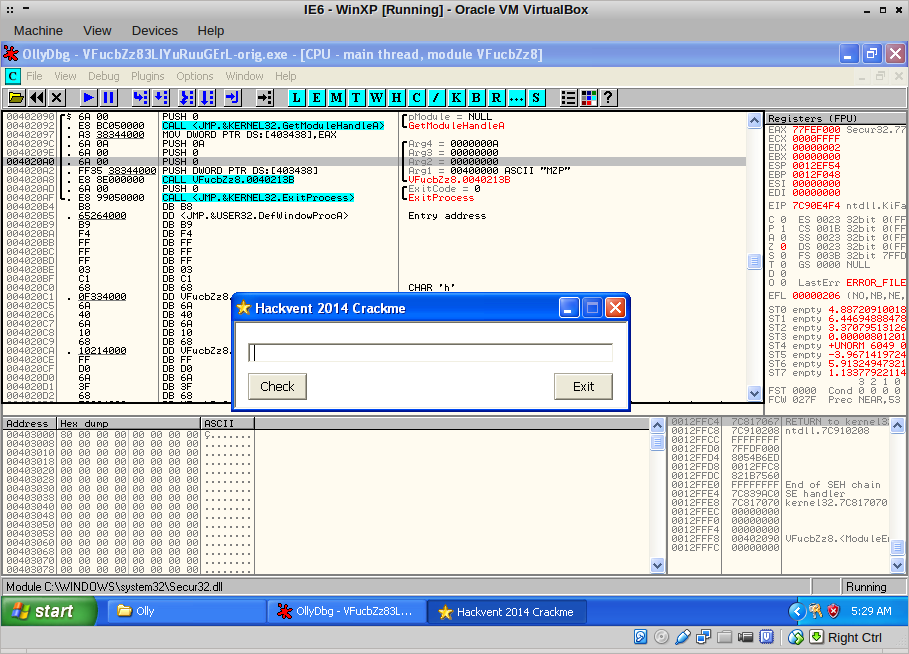 IE6 - WinXP [Running] - Oracle VM VirtualBox
Machine View Devices Help
OllyDbg - VFucbZz83LIYuRuuGErL-orig.exe - [CPU - main thread, module VFucbZz8]
C File View Debug Plugins Options Window Help
L E M T W H C / K B R ... S ?
00402090 $ 6A 00 PUSH 0 pModule = NULL
00402092 . E8 BC050000 CALL <JMP.&KERNEL32.GetModuleHandleA> GetModuleHandleA
00402097 . A3 38344000 MOV DWORD PTR DS:[403438],EAX
0040209C . 6A 0A PUSH 0A Arg4 = 0000000A
0040209E . 6A 00 PUSH 0 Arg3 = 00000000
004020A0 . 6A 00 PUSH 0 Arg2 = 00000000
004020A2 . FF35 38344000 PUSH DWORD PTR DS:[403438] Arg1 = 00400000 ASCII "MZP"
004020A8 . E8 8E000000 CALL VFucbZz8.0040213B VFucbZz8.0040213B
004020AD . 6A 00 PUSH 0 ExitCode = 0
004020AF . E8 99050000 CALL <JMP.&KERNEL32.ExitProcess> ExitProcess
004020B4 B8 DB B8
004020B5 . 65264000 DD <JMP.&USER32.DefWindowProcA> Entry address
004020B9 B9 DB B9
004020BA F4 DB F4
004020BB FF DB FF
004020BC FF DB FF
004020BD FF DB FF
004020BE 03 DB 03
004020BF C1 DB C1
004020C0 68 DB 68 CHAR 'h'
004020C1 . 0F334000 DD VFucbZz8.
004020C5 6A DB 6A
004020C6 40 DB 40
004020C7 6A DB 6A
004020C8 10 DB 10
004020C9 68 DB 68
004020CA . 10214000 DD VFucbZz8.
004020CE FF DB FF
004020CF D0 DB D0
004020D0 6A DB 6A
004020D1 3F DB 3F
004020D2 68 DB 68
Registers (FPU)
EAX 77FEF000 Secur32.77
ECX 0000FFFF
EDX 00000002
EBX 00000000
ESP 0012EF54
EBP 0012F048
ESI 00000000
EDI 00000000
EIP 7C90E4F4 ntdll.KiFa
C 0 ES 0023 32bit 0(FF
P 1 CS 001B 32bit 0(FF
A 0 SS 0023 32bit 0(FF
Z 0 DS 0023 32bit 0(FF
S 0 FS 003B 32bit 7FFD
T 0 GS 0000 NULL
D 0
O 0 LastErr ERROR_FILE
EFL 00000206 (NO,NB,NE,
ST0 empty 4.88720910018
ST1 empty 6.44694888478
ST2 empty 3.37079513126
ST3 empty 0.00000801201
ST4 empty +UNORM 6049 0
ST5 empty -3.9671419724
ST6 empty 5.91324947321
ST7 empty 1.13377922114
3 2 1 0
FST 0000 Cond 0 0 0 0
FCW 027F Prec NEAR,53
Hackvent 2014 Crackme
Check Exit
Address Hex dump ASCII
00403000 00 00 00 00 00 00 00
00403008 00 00 00 00 00 00 00 00 ........
00403010 00 00 00 00 00 00 00 00 ........
00403018 00 00 00 00 00 00 00 00 ........
00403020 00 00 00 00 00 00 00 00 ........
00403028 00 00 00 00 00 00 00 00 ........
00403030 00 00 00 00 00 00 00 00 ........
00403038 00 00 00 00 00 00 00 00 ........
00403040 00 00 00 00 00 00 00 00 ........
00403048 00 00 00 00 00 00 00 00 ........
00403050 00 00 00 00 00 00 00 00 ........
00403058 00 00 00 00 00 00 00 00 ........
00403060 00 00 00 00 00 00 00 00 ........
00403068 00 00 00 00 00 00 00 00 ........
00403070 00 00 00 00 00 00 00 00 ........
00403078 00 00 00 00 00 00 00 00 ........
0012FFC4 7C817067 RETURN to kernel3
0012FFC8 7C910208 ntdll.7C910208
0012FFCC FFFFFFFF
0012FFD0 7FFDF000
0012FFD4 8054B6ED
0012FFD8 0012FFC8
0012FFDC 821B7560
0012FFE0 FFFFFFFF End of SEH chain
0012FFE4 7C839AC0 SE handler
0012FFE8 7C817070 kernel32.7C817070
0012FFEC 00000000
0012FFF0 00000000
0012FFF4 00000000
0012FFF8 00402090 VFucbZz8.<ModuleEn
0012FFFC 00000000
Module C:\WINDOWS\system32\Secur32.dll Running
start Olly OllyDbg - VFucbZz83L... Hackvent 2014 Crackme 5:29 AM
Right Ctrl